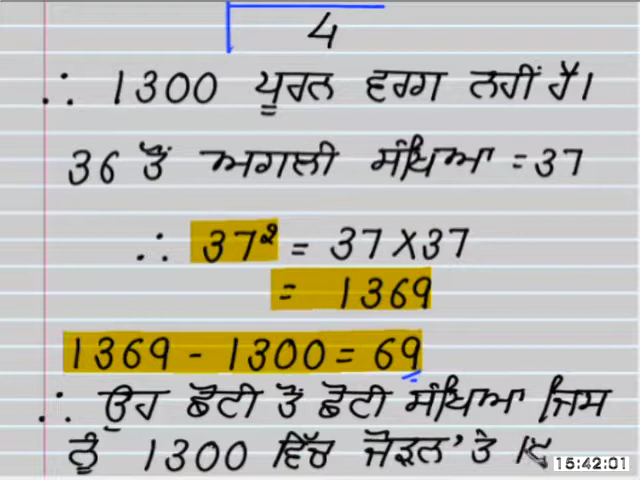 4
∴ 1300 ਪੂਰਨ ਵਰਗ ਨਹੀਂ ਹੈ।
36 ਤੋਂ ਅਗਲੀ ਸੰਖਿਆ = 37
∴ 37² = 37 X 37
= 1369
1369 - 1300 = 69
∴ ਉਹ ਛੋਟੀ ਤੋਂ ਛੋਟੀ ਸੰਖਿਆ ਜਿਸ
ਨੂੰ 1300 ਵਿੱਚ ਜੋੜਨ 'ਤੇ
15:42:01